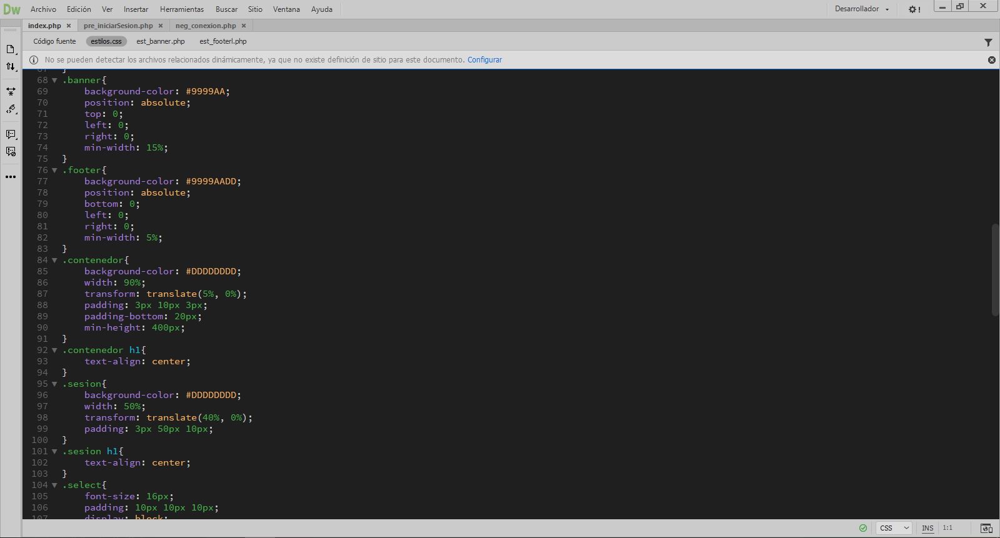 Dw Archivo Edición Ver Insertar Herramientas Buscar Sitio Ventana Ayuda Desarrollador
index.php × pre_iniciarSesion.php × neg_conexion.php ×
Código fuente estilos.css est_banner.php est_footerl.php
No se pueden detectar los archivos relacionados dinámicamente, ya que no existe definición de sitio para este documento. Configurar
67 }
68 .banner{
69 background-color: #9999AA;
70 position: absolute;
71 top: 0;
72 left: 0;
73 right: 0;
74 min-width: 15%;
75 }
76 .footer{
77 background-color: #9999AADD;
78 position: absolute;
79 bottom: 0;
80 left: 0;
81 right: 0;
82 min-width: 5%;
83 }
84 .contenedor{
85 background-color: #DDDDDDDD;
86 width: 90%;
87 transform: translate(5%, 0%);
88 padding: 3px 10px 3px;
89 padding-bottom: 20px;
90 min-height: 400px;
91 }
92 .contenedor h1{
93 text-align: center;
94 }
95 .sesion{
96 background-color: #DDDDDDDD;
97 width: 50%;
98 transform: translate(40%, 0%);
99 padding: 3px 50px 10px;
100 }
101 .sesion h1{
102 text-align: center;
103 }
104 .select{
105 font-size: 16px;
106 padding: 10px 10px 10px;
107 display: block;
CSS INS 1:1